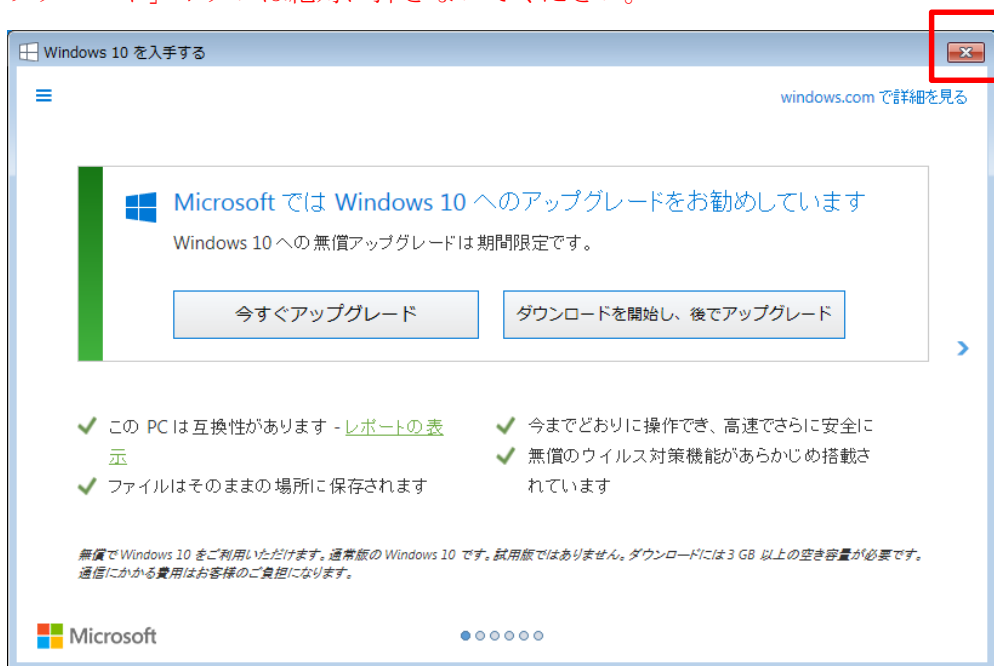 Windows 10 を入手する
windows.com で詳細を見る
Microsoft では Windows 10 へのアップグレードをお勧めしています
Windows 10 への無償アップグレードは期間限定です。
今すぐアップグレード
ダウンロードを開始し、後でアップグレード
この PC は互換性があります - レポートの表
示
ファイルはそのままの場所に保存されます
今までどおりに操作でき、高速でさらに安全に
無償のウイルス対策機能があらかじめ搭載さ
れています
無償で Windows 10 をご利用いただけます。通常版の Windows 10 です。試用版ではありません。ダウンロードには 3 GB 以上の空き容量が必要です。
通信にかかる費用はお客様のご負担になります。
Microsoft